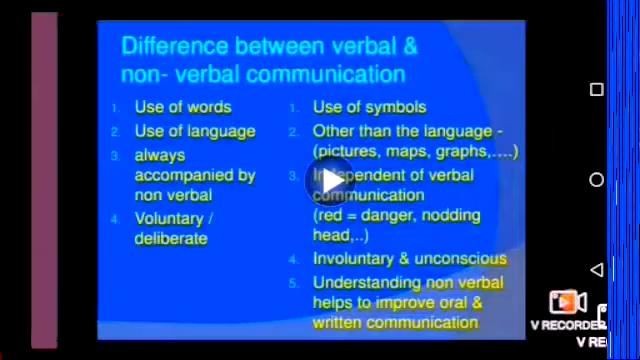 Difference between verbal &
non- verbal communication
1. Use of words
2. Use of language
3. always
accompanied by
non verbal
4. Voluntary /
deliberate
1. Use of symbols
2. Other than the language -
(pictures, maps, graphs,....)
3. Independent of verbal
communication
(red = danger, nodding
head,..)
4. Involuntary & unconscious
5. Understanding non verbal
helps to improve oral &
written communication
V RECORDER
V RE